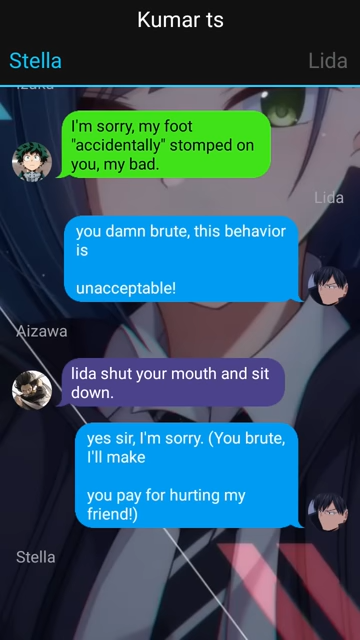 Kumar ts
Stella
Lida
Izuku
I'm sorry, my foot
"accidentally" stomped on
you, my bad.
Lida
you damn brute, this behavior
is
unacceptable!
Aizawa
Iida shut your mouth and sit
down.
yes sir, I'm sorry. (You brute,
I'll make
you pay for hurting my
friend!)
Stella